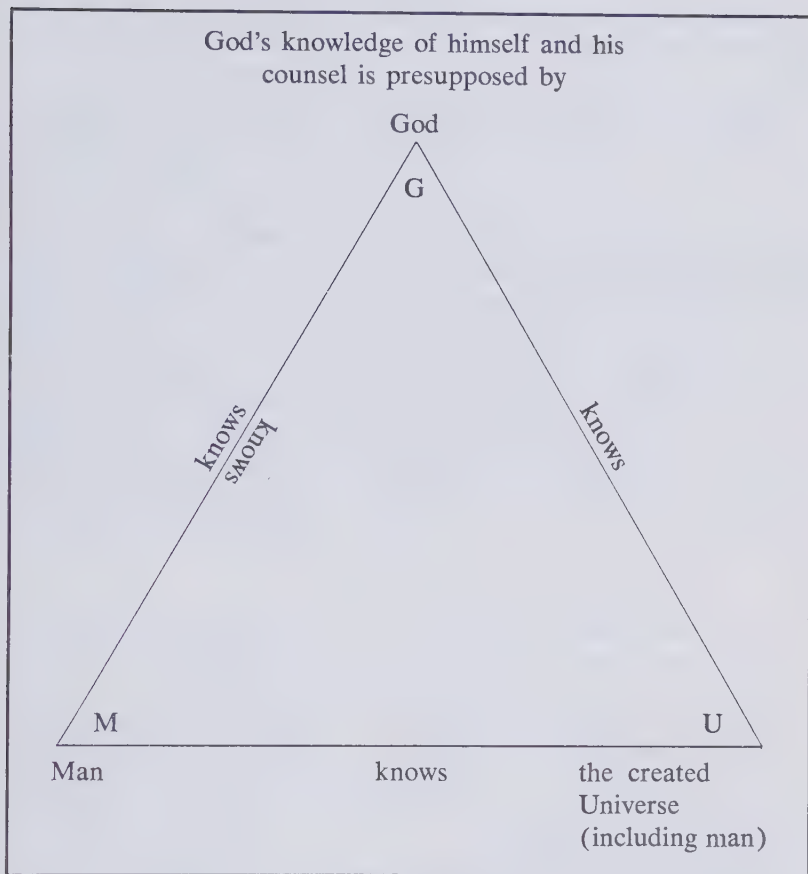 God's knowledge of himself and his
counsel is presupposed by
God
G
knows
knows
knows
M
U
Man
knows
the created
Universe
(including man)